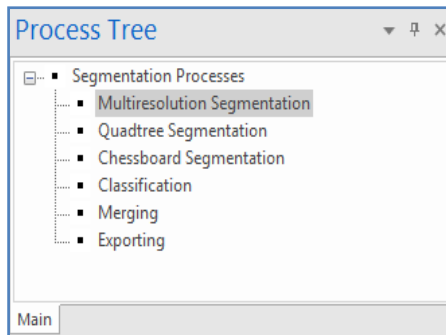 Process Tree
Segmentation Processes
Multiresolution Segmentation
Quadtree Segmentation
Chessboard Segmentation
Classification
Merging
Exporting
Main